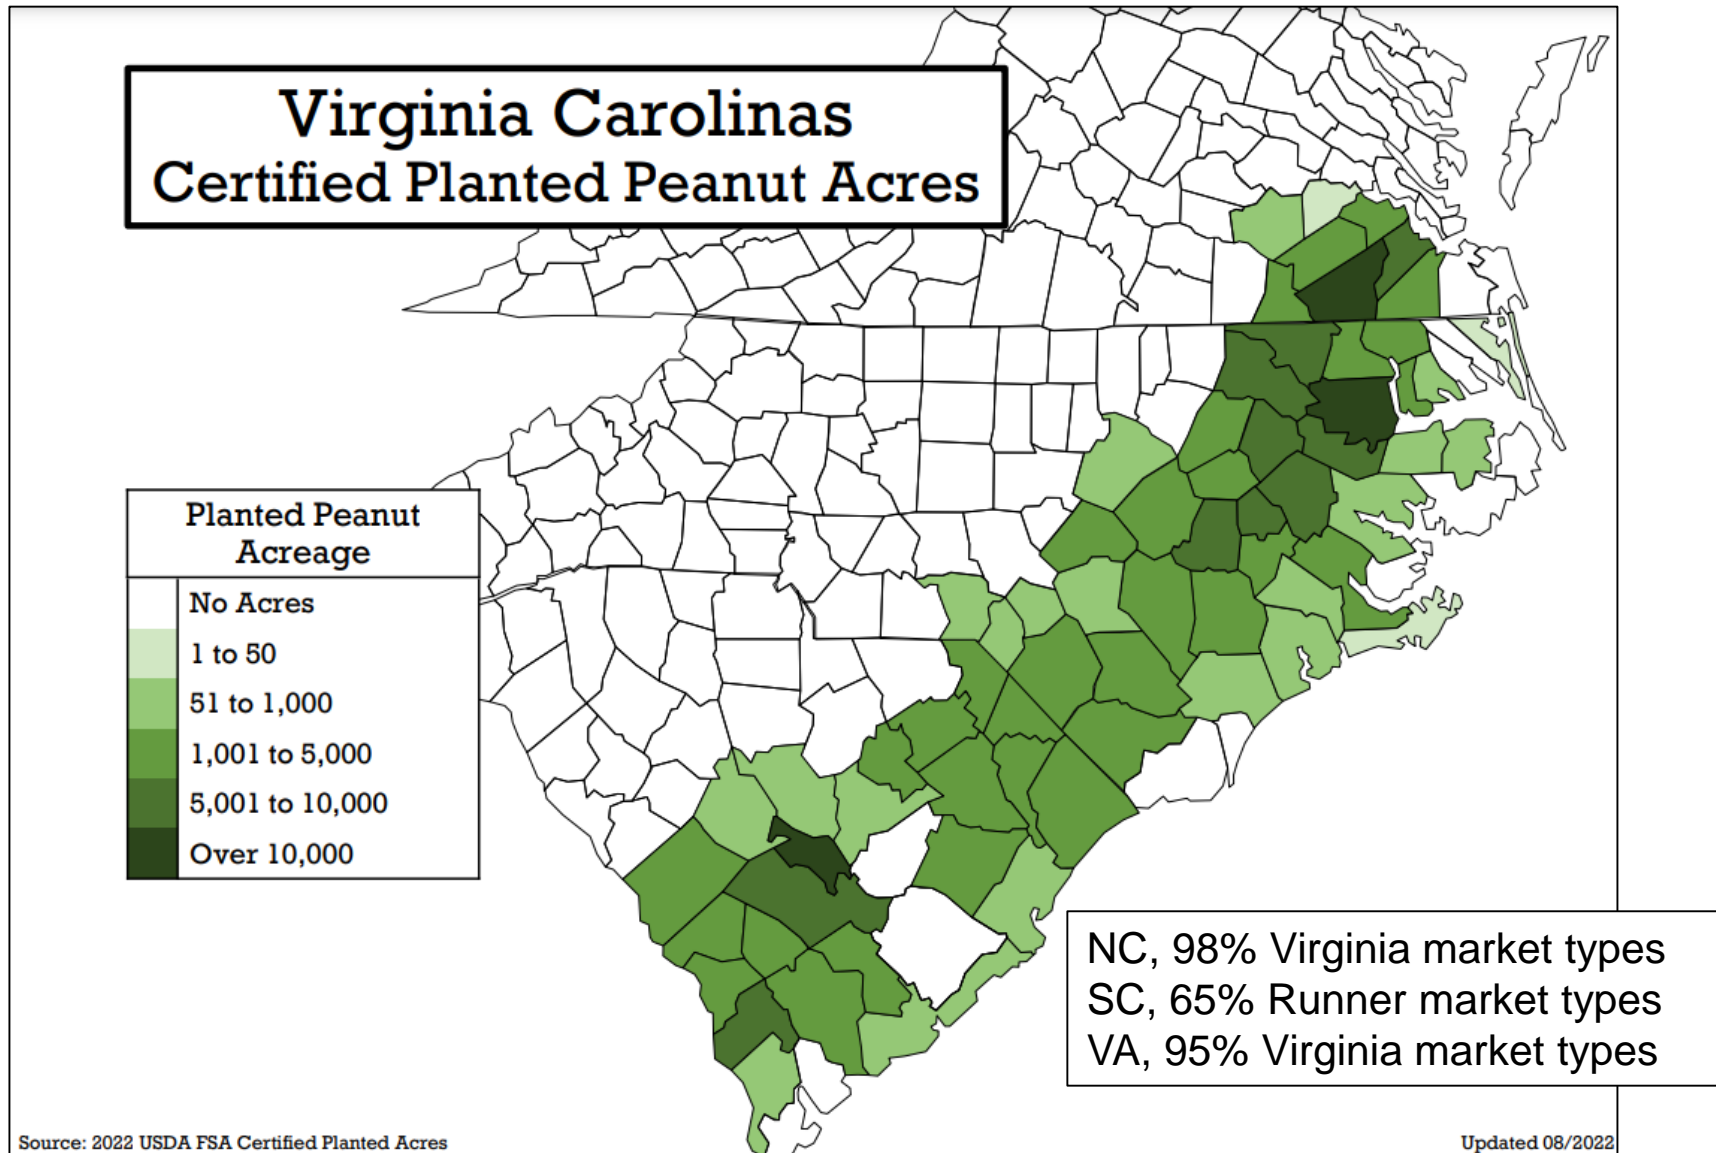 Virginia Carolinas
Certified Planted Peanut Acres
Planted Peanut
Acreage
No Acres
1 to 50
51 to 1,000
1,001 to 5,000
5,001 to 10,000
Over 10,000
NC, 98% Virginia market types
SC, 65% Runner market types
VA, 95% Virginia market types
Source: 2022 USDA FSA Certified Planted Acres
Updated 08/2022